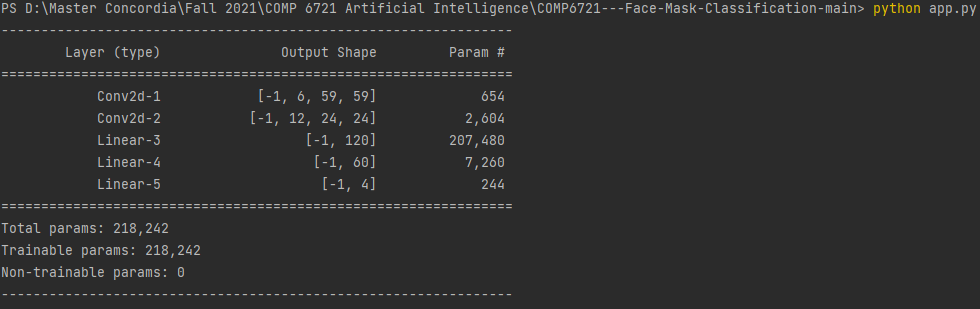 PS D:\Master Concordia\Fall 2021\COMP 6721 Artificial Intelligence\COMP6721---Face-Mask-Classification-main> python app.py
----------------------------------------------------------------
Layer (type) Output Shape Param #
================================================================
Conv2d-1 [-1, 6, 59, 59] 654
Conv2d-2 [-1, 12, 24, 24] 2,604
Linear-3 [-1, 120] 207,480
Linear-4 [-1, 60] 7,260
Linear-5 [-1, 4] 244
================================================================
Total params: 218,242
Trainable params: 218,242
Non-trainable params: 0
----------------------------------------------------------------